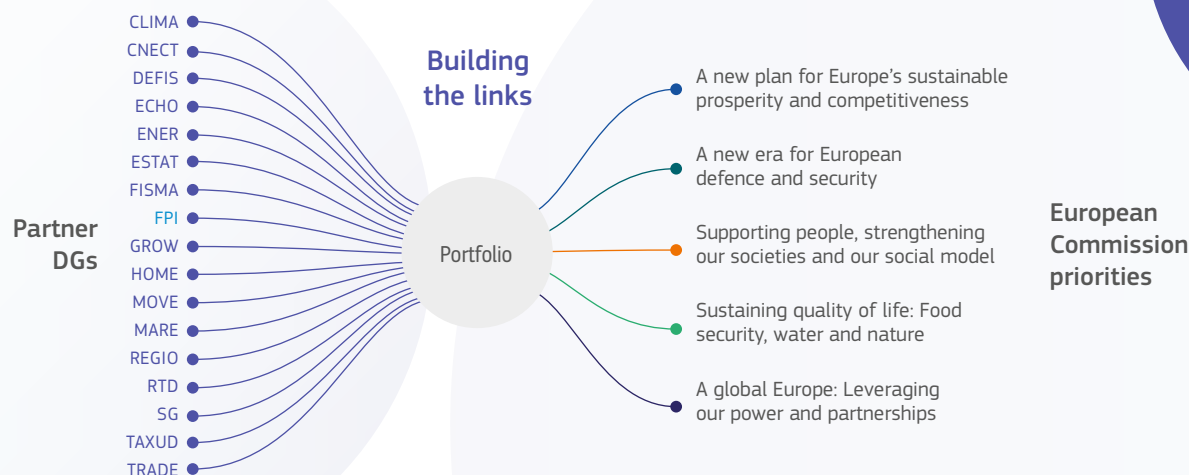 Partner
DGs
CLIMA
CNECT
DEFIS
ECHO
ENER
ESTAT
FISMA
FPI
GROW
HOME
MOVE
MARE
REGIO
RTD
SG
TAXUD
TRADE
Building
the links
Portfolio
A new plan for Europe’s sustainable
prosperity and competitiveness
A new era for European
defence and security
Supporting people, strengthening
our societies and our social model
Sustaining quality of life: Food
security, water and nature
A global Europe: Leveraging
our power and partnerships
European
Commission
priorities